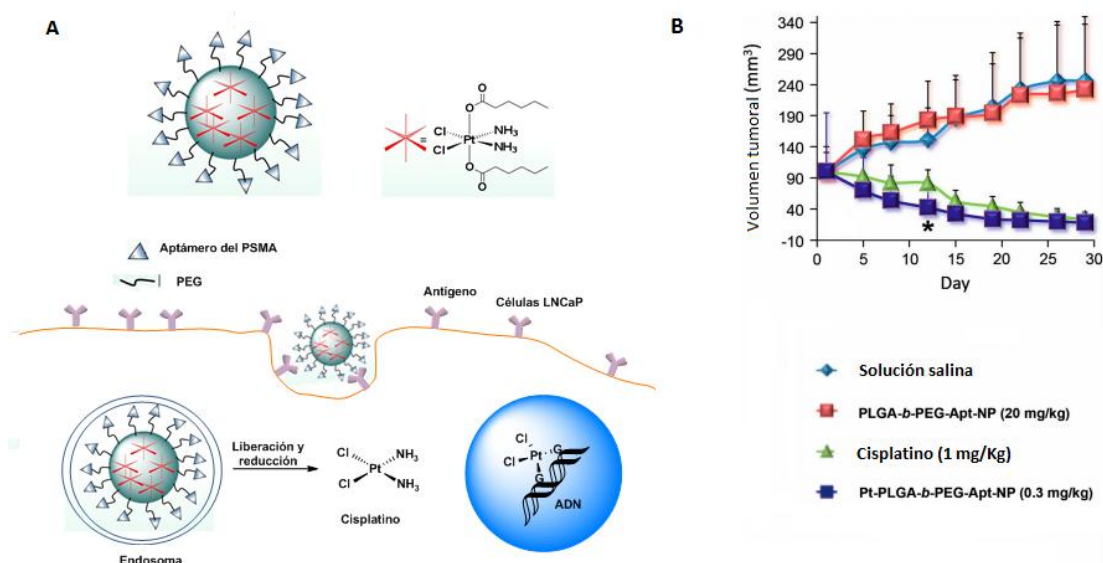 A
O
O
Cl
NH3
Pt
Cl
NH3
O
O
=
Aptámero del PSMA
PEG
Antígeno
Células LNCaP
Liberación y
reducción
Cl
NH3
Pt
Cl
NH3
Cisplatino
Endosoma
Cl
Pt
G
Cl
G
ADN
B
Volumen tumoral (mm3)
340
290
240
190
140
90
40
-10
*
0 5 10 15 20 25 30
Day
Solución salina
PLGA-b-PEG-Apt-NP (20 mg/kg)
Cisplatino (1 mg/Kg)
Pt-PLGA-b-PEG-Apt-NP (0.3 mg/kg)